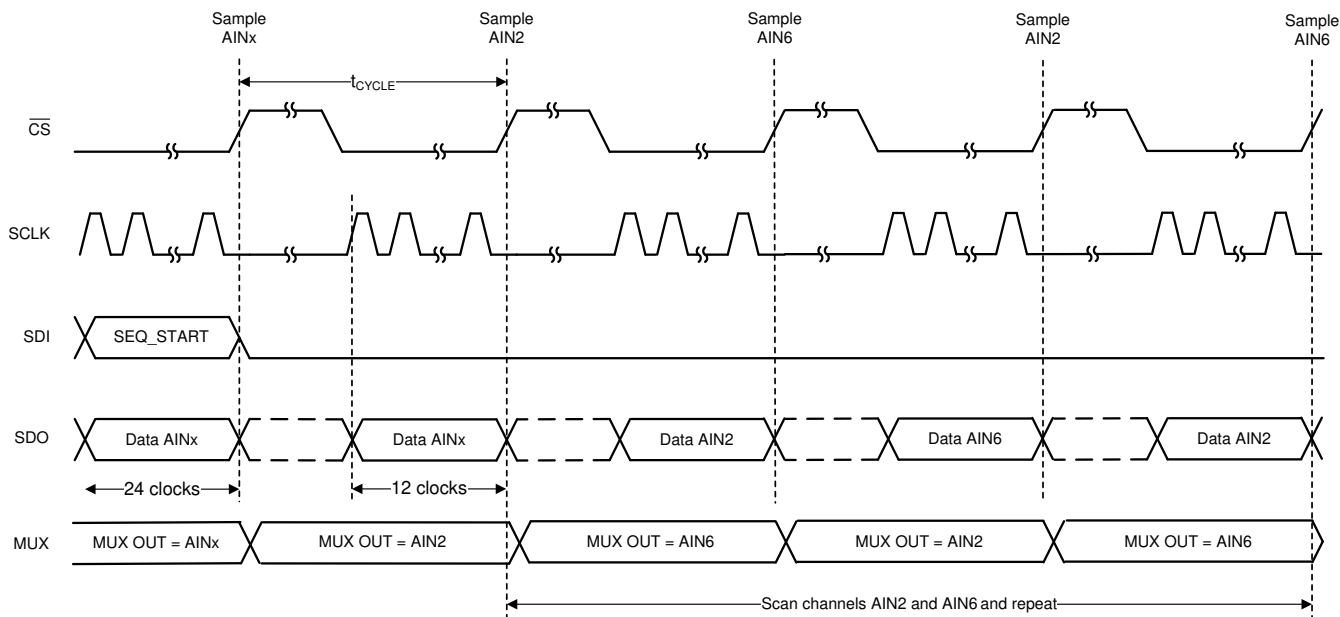 Sample
AINx
Sample
AIN2
Sample
AIN6
Sample
AIN2
Sample
AIN6
tCYCLE
CS
SCLK
SDI
SEQ_START
SDO
Data AINx
Data AINx
Data AIN2
Data AIN6
Data AIN2
24 clocks
12 clocks
MUX
MUX OUT = AINx
MUX OUT = AIN2
MUX OUT = AIN6
MUX OUT = AIN2
MUX OUT = AIN6
Scan channels AIN2 and AIN6 and repeat